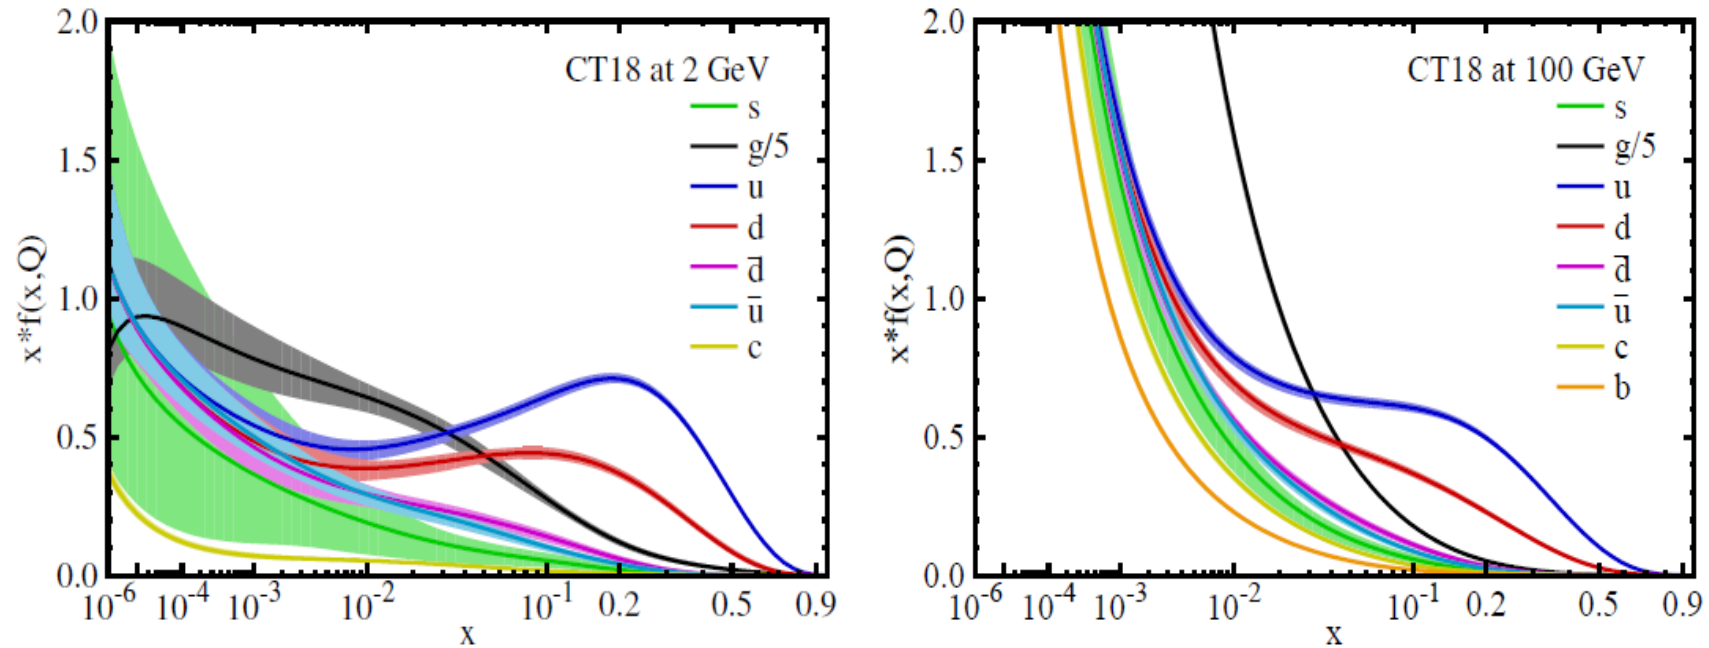 CT18 at 2 GeV
s
g/5
u
d
d̅
u̅
c
x*f(x,Q)
2.0
1.5
1.0
0.5
0.0
10⁻⁶ 10⁻⁴ 10⁻³ 10⁻² 10⁻¹ 0.2 0.5 0.9
x
CT18 at 100 GeV
s
g/5
u
d
d̅
u̅
c
b
x*f(x,Q)
2.0
1.5
1.0
0.5
0.0
10⁻⁶ 10⁻⁴ 10⁻³ 10⁻² 10⁻¹ 0.2 0.5 0.9
x